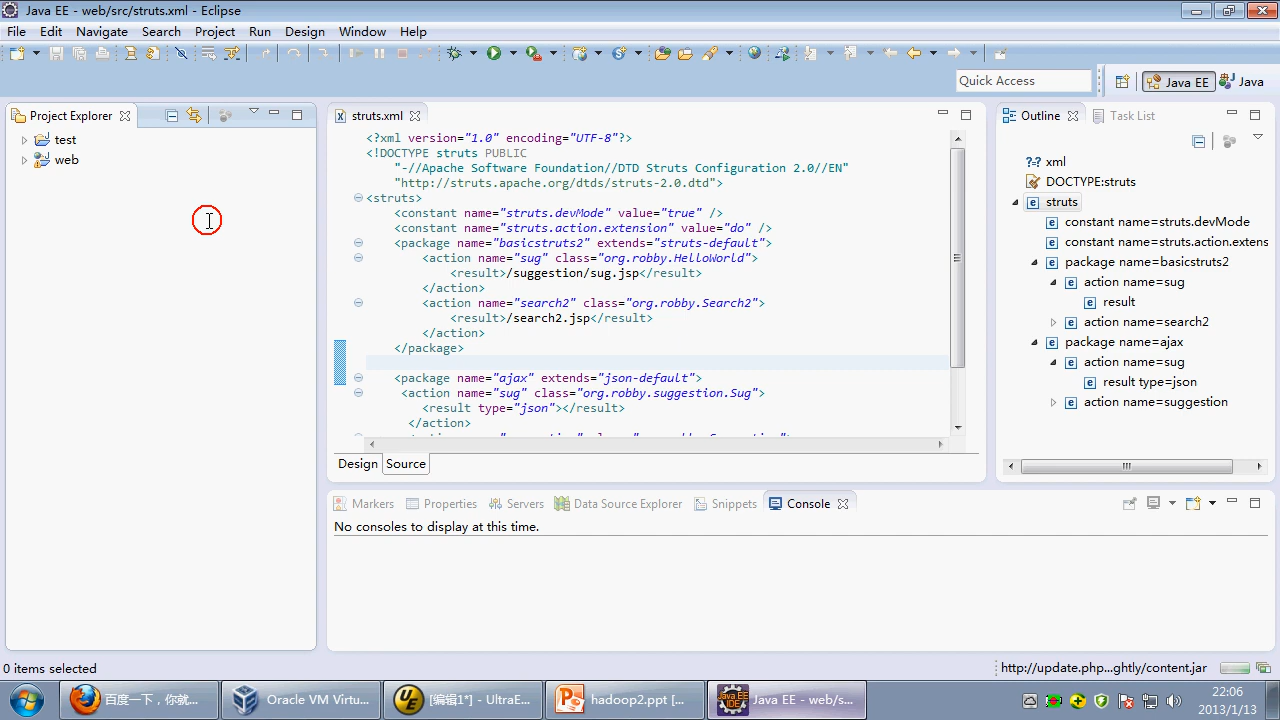 Java EE - web/src/struts.xml - Eclipse
File Edit Navigate Search Project Run Design Window Help
Quick Access
Java EE
Java
Project Explorer
test
web
struts.xml
<?xml version="1.0" encoding="UTF-8"?>
<!DOCTYPE struts PUBLIC
"-//Apache Software Foundation//DTD Struts Configuration 2.0//EN"
"http://struts.apache.org/dtds/struts-2.0.dtd">
<struts>
<constant name="struts.devMode" value="true" />
<constant name="struts.action.extension" value="do" />
<package name="basicstruts2" extends="struts-default">
<action name="sug" class="org.robby.HelloWorld">
<result>/suggestion/sug.jsp</result>
</action>
<action name="search2" class="org.robby.Search2">
<result>/search2.jsp</result>
</action>
</package>
<package name="ajax" extends="json-default">
<action name="sug" class="org.robby.suggestion.Sug">
<result type="json"></result>
</action>
Design Source
Outline
Task List
xml
DOCTYPE:struts
struts
constant name=struts.devMode
constant name=struts.action.extens
package name=basicstruts2
action name=sug
result
action name=search2
package name=ajax
action name=sug
result type=json
action name=suggestion
Markers Properties Servers Data Source Explorer Snippets Console
No consoles to display at this time.
0 items selected
http://update.php...ghtly/content.jar
百度一下，你就...
Oracle VM Virtu...
[编辑1*] - UltraE...
hadoop2.ppt [...
Java EE - web/s...
22:06
2013/1/13